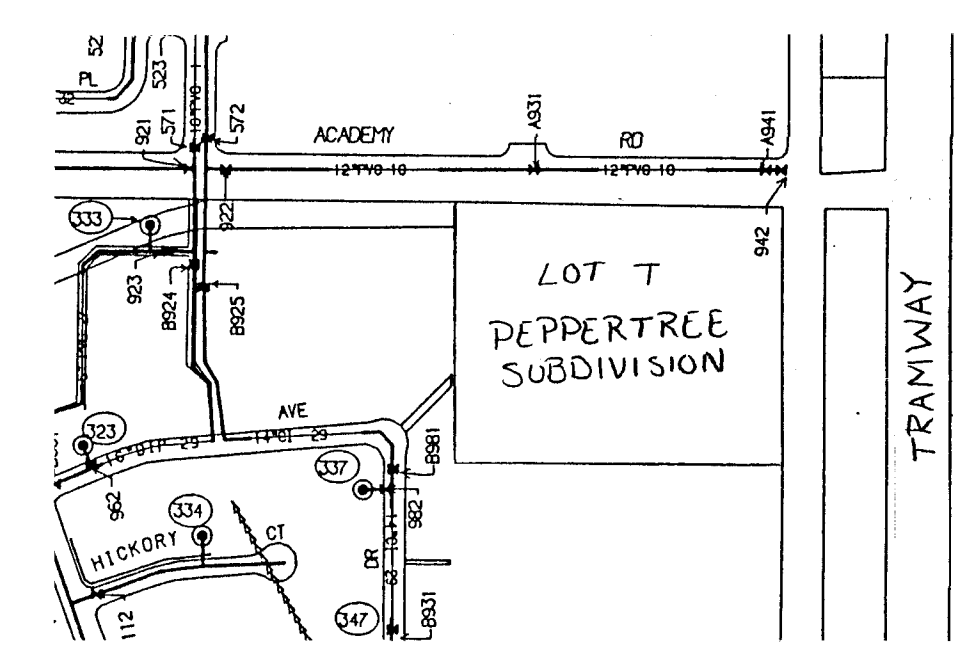 52
PL
523
921
571
572
ACADEMY
A931
RD
A941
12"PVC-10
12"PVC-10
333
922
942
923
B924
B925
LOT T
PEPPERTREE
SUBDIVISION
TRAMWAY
AVE
323
29
29
B981
337
962
982
334
HICKORY
CT
DR
112
347
B931